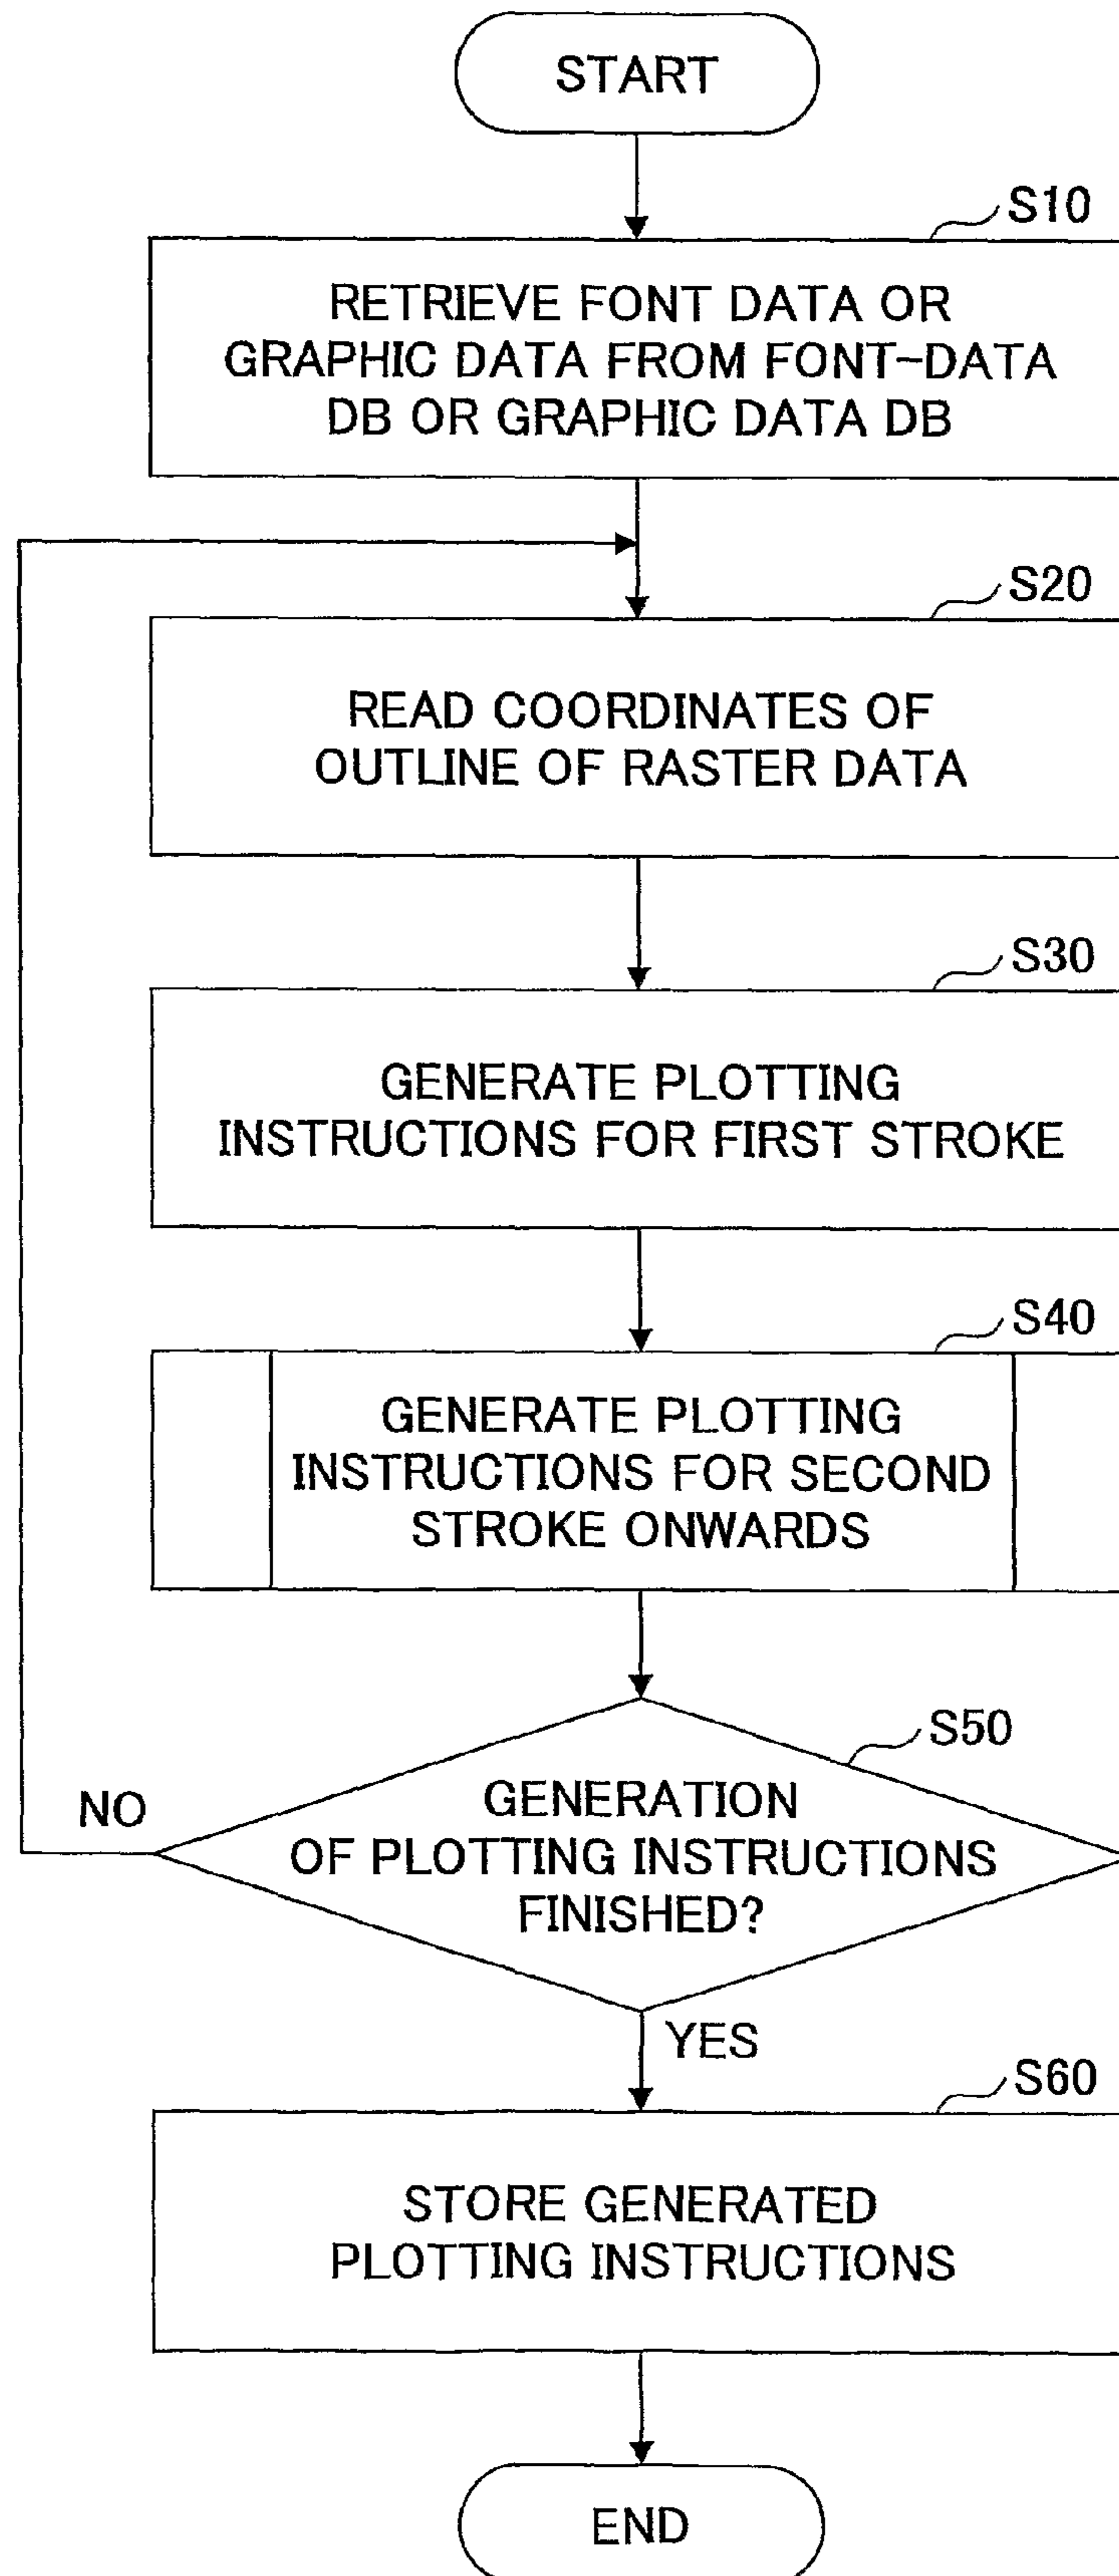 START
S10
RETRIEVE FONT DATA OR
GRAPHIC DATA FROM FONT-DATA
DB OR GRAPHIC DATA DB
S20
READ COORDINATES OF
OUTLINE OF RASTER DATA
S30
GENERATE PLOTTING
INSTRUCTIONS FOR FIRST STROKE
S40
GENERATE PLOTTING
INSTRUCTIONS FOR SECOND
STROKE ONWARDS
S50
NO
GENERATION
OF PLOTTING INSTRUCTIONS
FINISHED?
YES
S60
STORE GENERATED
PLOTTING INSTRUCTIONS
END